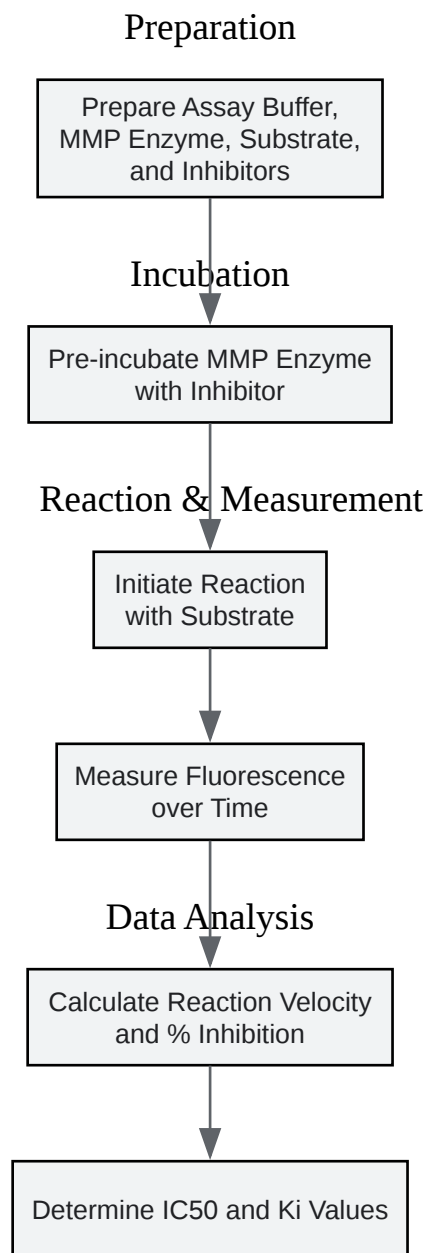 Preparation
Prepare Assay Buffer,
MMP Enzyme, Substrate,
and Inhibitors
Incubation
Pre-incubate MMP Enzyme
with Inhibitor
Reaction & Measurement
Initiate Reaction
with Substrate
Measure Fluorescence
over Time
Data Analysis
Calculate Reaction Velocity
and % Inhibition
Determine IC50 and Ki Values